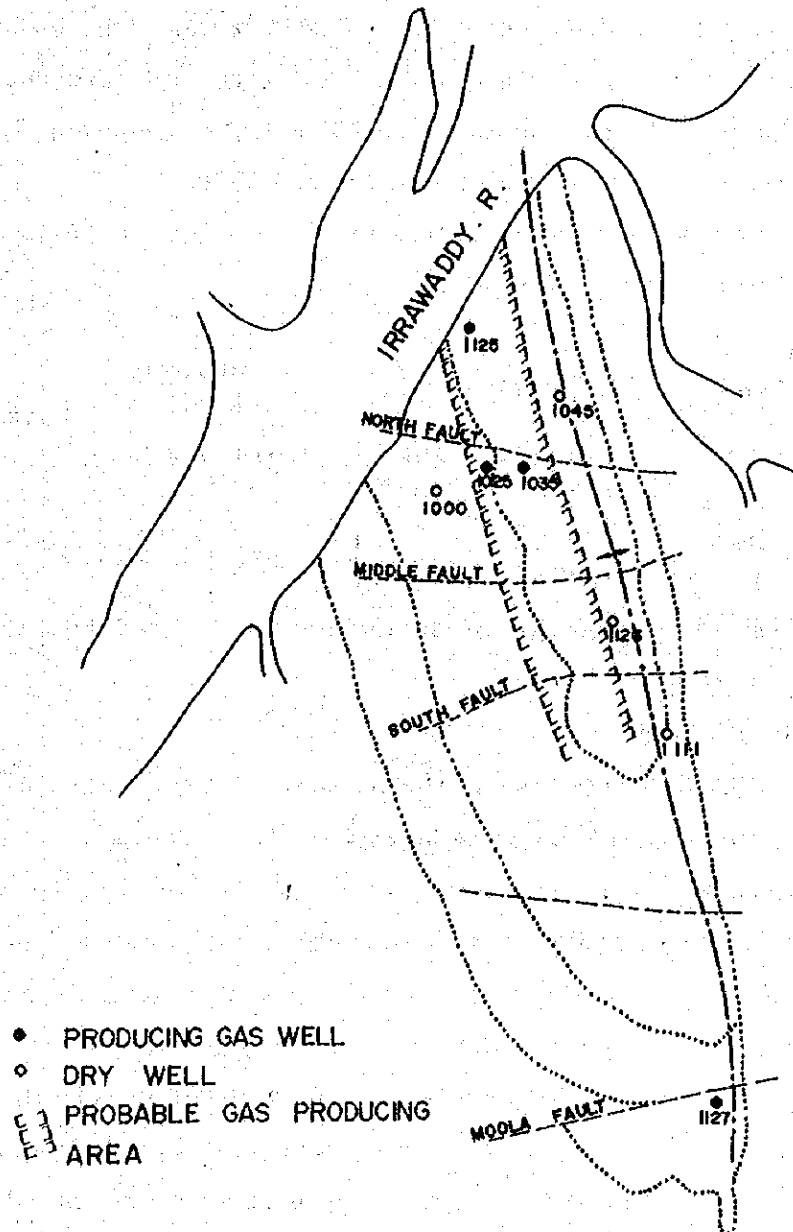 IRRAWADDY. R.
1125
1045
NORTH FAULT
1025
1035
1000
MIDDLE FAULT
1126
SOUTH FAULT
1111
PRODUCING GAS WELL
DRY WELL
PROBABLE GAS PRODUCING
AREA
MOOLA FAULT
1127